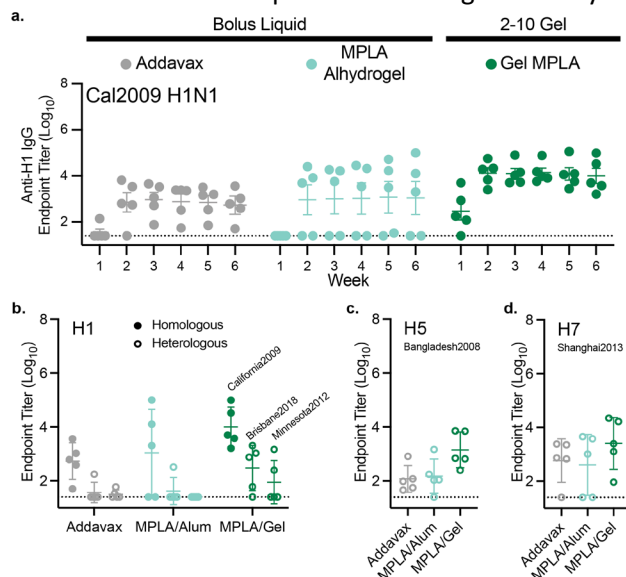 a.
Bolus Liquid
2-10 Gel
Addavax
MPLA
Alhydrogel
Gel MPLA
Cal2009 H1N1
Anti-H1 IgG
Endpoint Titer (Log10)
8
6
4
2
1 2 3 4 5 6 1 2 3 4 5 6 1 2 3 4 5 6
Week
b.
H1
Homologous
Heterologous
California2009
Brisbane2018
Minnesota2012
Endpoint Titer (Log10)
8
6
4
2
Addavax MPLA/Alum MPLA/Gel
c.
H5
Bangladesh2008
Endpoint Titer (Log10)
8
6
4
2
Addavax
MPLA/Alum
MPLA/Gel
d.
H7
Shanghai2013
Endpoint Titer (Log10)
8
6
4
2
Addavax
MPLA/Alum
MPLA/Gel